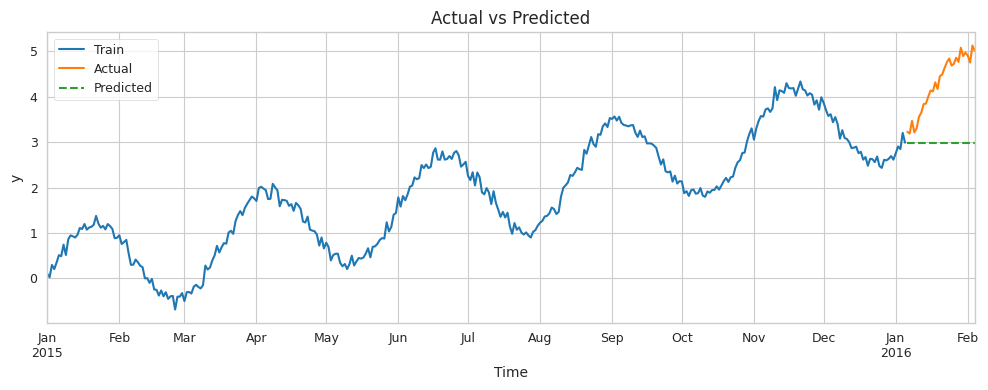 Actual vs Predicted
Train
Actual
Predicted
y
5
4
3
2
1
0
Jan Feb Mar Apr May Jun Jul Aug Sep Oct Nov Dec Jan Feb
2015 2016
Time